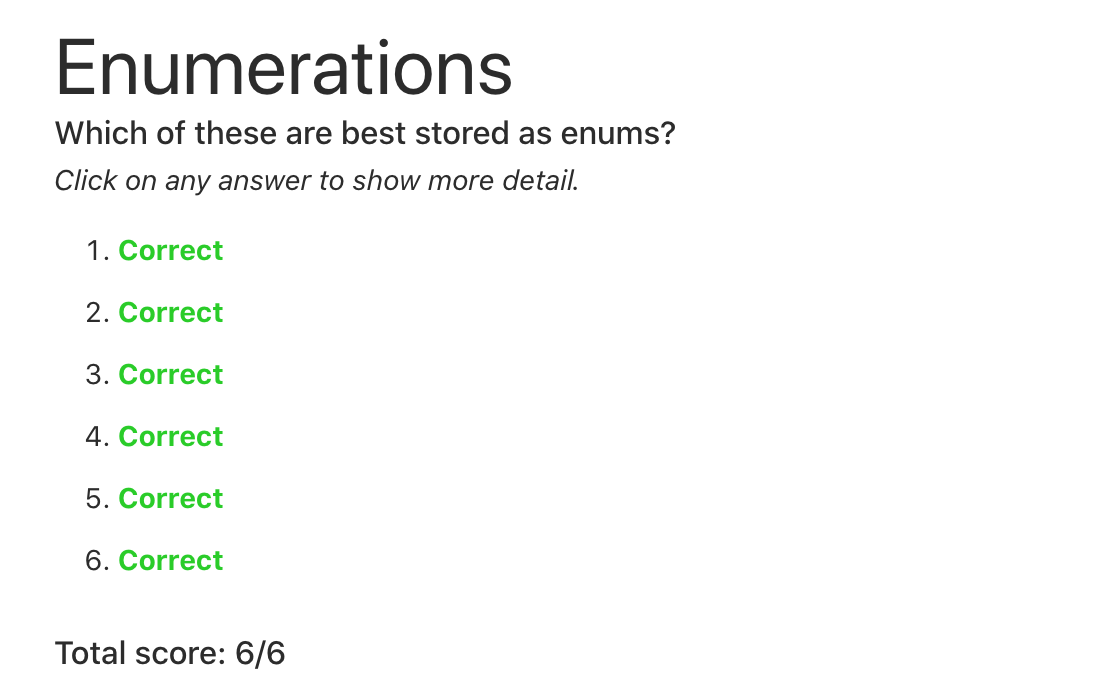 Enumerations
Which of these are best stored as enums?
Click on any answer to show more detail.
1. Correct
2. Correct
3. Correct
4. Correct
5. Correct
6. Correct
Total score: 6/6